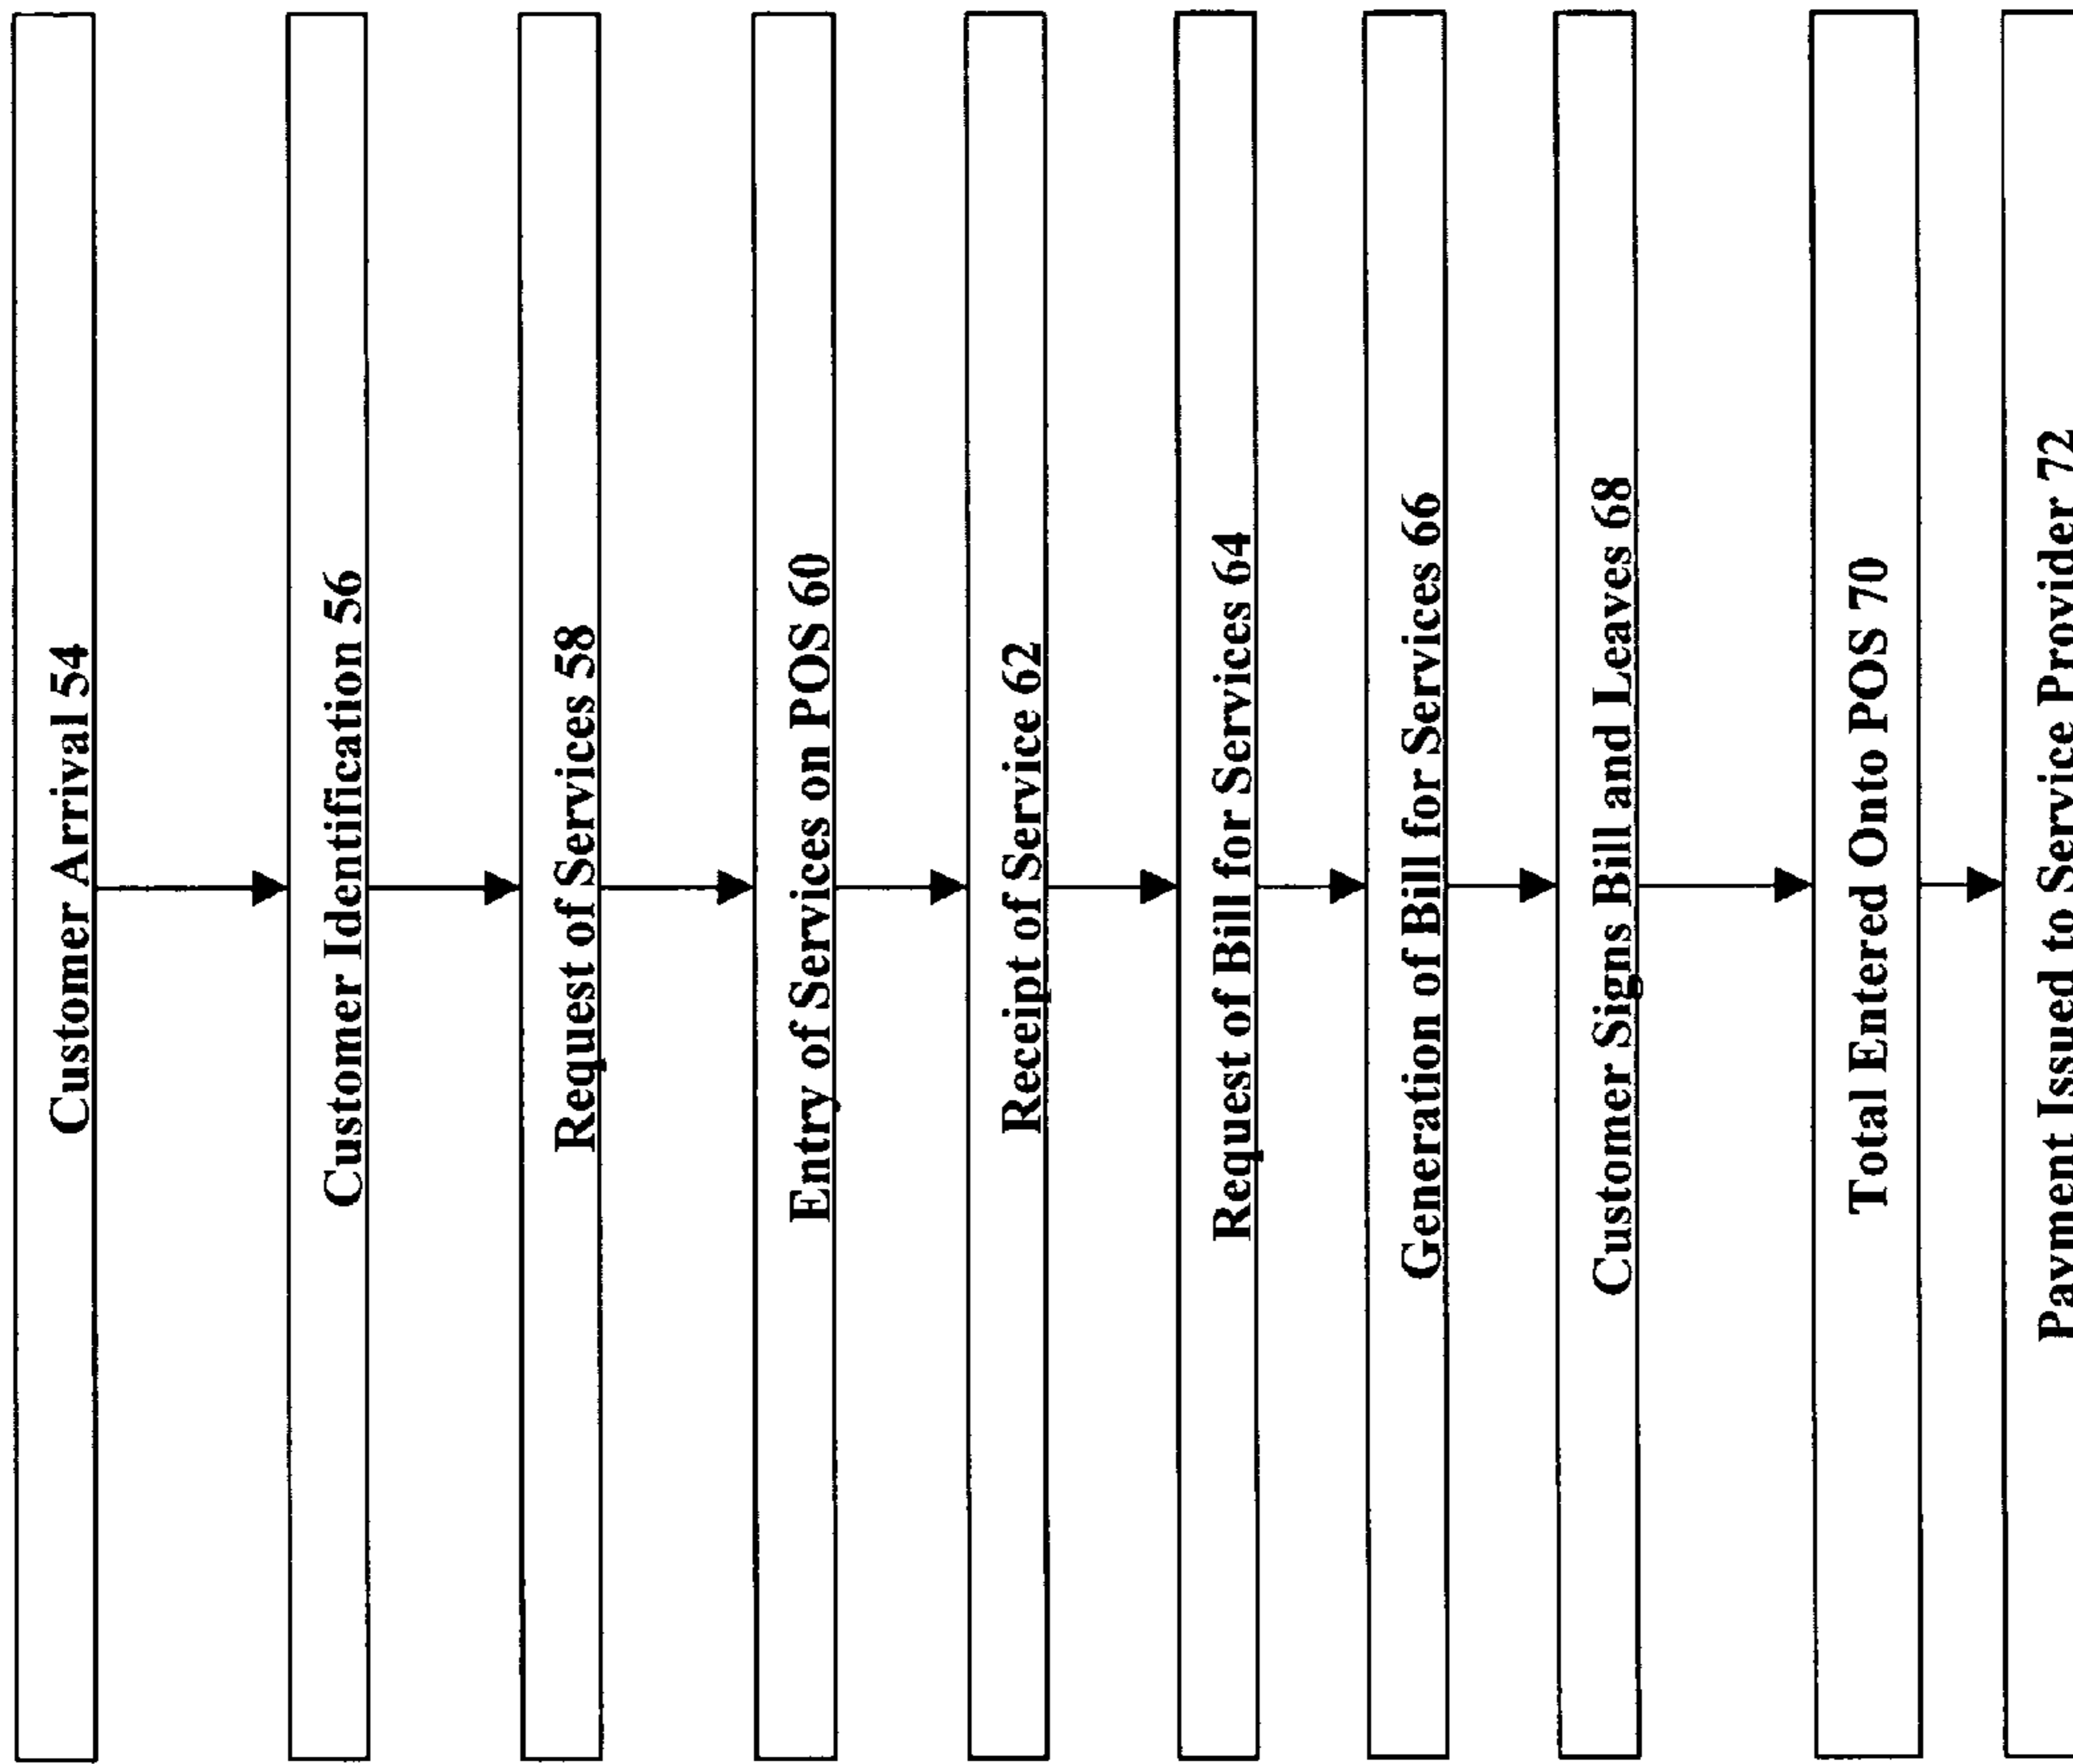 Customer Arrival 54
Customer Identification 56
Request of Services 58
Entry of Services on POS 60
Receipt of Service 62
Request of Bill for Services 64
Generation of Bill for Services 66
Customer Signs Bill and Leaves 68
Total Entered Onto POS 70
Payment Issued to Service Provider 72